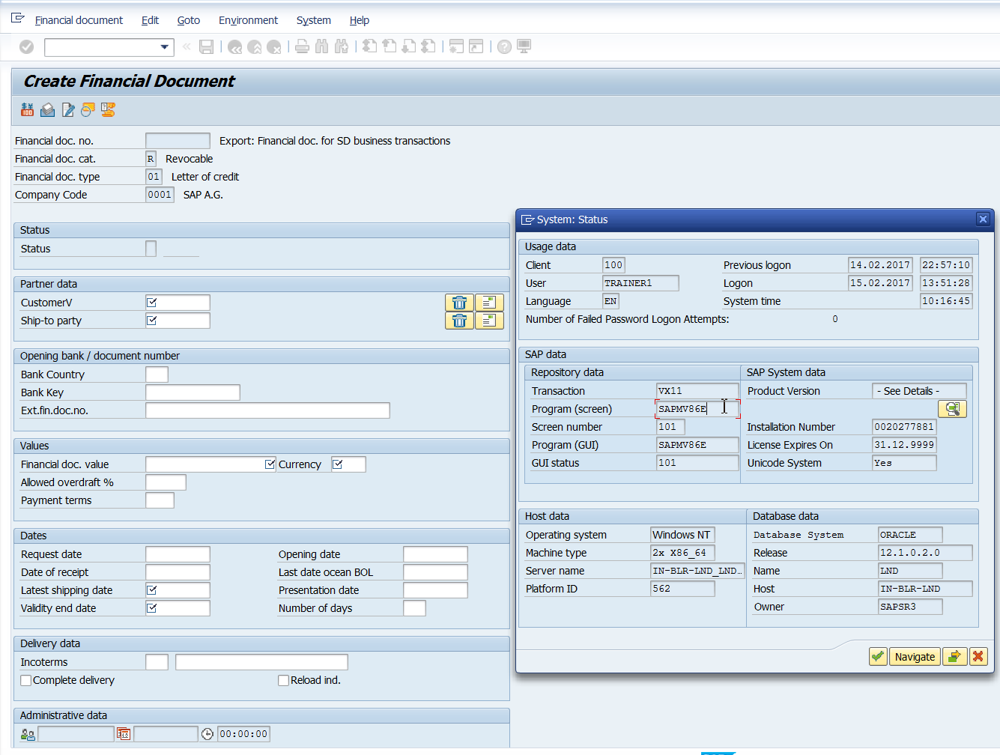 Financial document Edit Goto Environment System Help
Create Financial Document
Financial doc. no. Export: Financial doc. for SD business transactions
Financial doc. cat. R Revocable
Financial doc. type 01 Letter of credit
Company Code 0001 SAP A.G.
Status
Status
Partner data
CustomerV
Ship-to party
Opening bank / document number
Bank Country
Bank Key
Ext.fin.doc.no.
Values
Financial doc. value Currency
Allowed overdraft %
Payment terms
Dates
Request date Opening date
Date of receipt Last date ocean BOL
Latest shipping date Presentation date
Validity end date Number of days
Delivery data
Incoterms
Complete delivery Reload ind.
Administrative data
00:00:00
System: Status
Usage data
Client 100 Previous logon 14.02.2017 22:57:10
User TRAINER1 Logon 15.02.2017 13:51:28
Language EN System time 10:16:45
Number of Failed Password Logon Attempts: 0
SAP data
Repository data SAP System data
Transaction VX11 Product Version - See Details -
Program (screen) SAPMV86E
Screen number 101 Installation Number 0020277881
Program (GUI) SAPMV86E License Expires On 31.12.9999
GUI status 101 Unicode System Yes
Host data Database data
Operating system Windows NT Database System ORACLE
Machine type 2x X86_64 Release 12.1.0.2.0
Server name IN-BLR-LND_LND... Name LND
Platform ID 562 Host IN-BLR-LND
Owner SAPSR3
Navigate